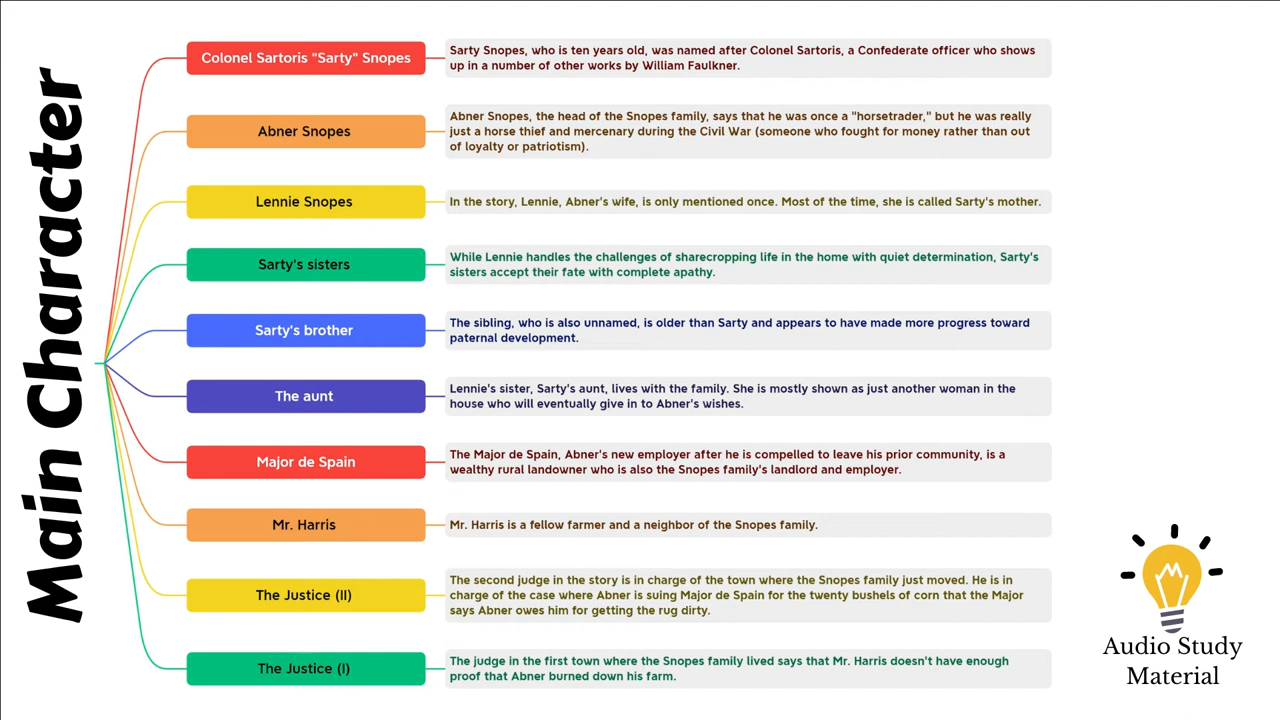 Main Character
Colonel Sartoris "Sarty" Snopes
Sarty Snopes, who is ten years old, was named after Colonel Sartoris, a Confederate officer who shows
up in a number of other works by William Faulkner.
Abner Snopes
Abner Snopes, the head of the Snopes family, says that he was once a "horsetrader," but he was really
just a horse thief and mercenary during the Civil War (someone who fought for money rather than out
of loyalty or patriotism).
Lennie Snopes
In the story, Lennie, Abner's wife, is only mentioned once. Most of the time, she is called Sarty's mother.
Sarty's sisters
While Lennie handles the challenges of sharecropping life in the home with quiet determination, Sarty's
sisters accept their fate with complete apathy.
Sarty's brother
The sibling, who is also unnamed, is older than Sarty and appears to have made more progress toward
paternal development.
The aunt
Lennie's sister, Sarty's aunt, lives with the family. She is mostly shown as just another woman in the
house who will eventually give in to Abner's wishes.
Major de Spain
The Major de Spain, Abner's new employer after he is compelled to leave his prior community, is a
wealthy rural landowner who is also the Snopes family's landlord and employer.
Mr. Harris
Mr. Harris is a fellow farmer and a neighbor of the Snopes family.
The Justice (II)
The second judge in the story is in charge of the town where the Snopes family just moved. He is in
charge of the case where Abner is suing Major de Spain for the twenty bushels of corn that the Major
says Abner owes him for getting the rug dirty.
The Justice (I)
The judge in the first town where the Snopes family lived says that Mr. Harris doesn't have enough
proof that Abner burned down his farm.
Audio Study
Material